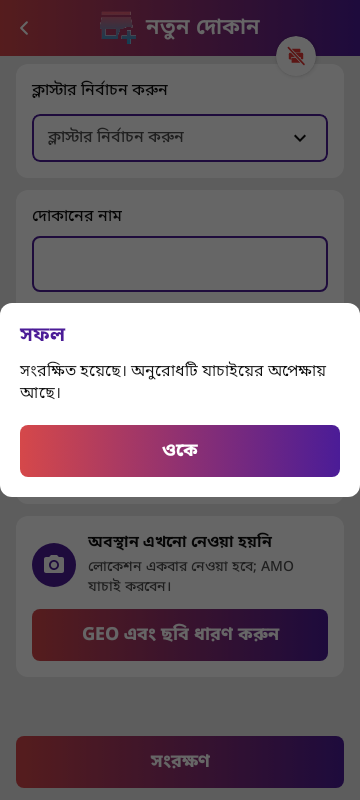 নতুন দোকান
ক্লাস্টার নির্বাচন করুন
ক্লাস্টার নির্বাচন করুন
দোকানের নাম
সফল
সংরক্ষিত হয়েছে। অনুরোধটি যাচাইয়ের অপেক্ষায়
আছে।
ওকে
অবস্থান এখনো নেওয়া হয়নি
লোকেশন একবার নেওয়া হবে; AMO
যাচাই করবেন।
GEO এবং ছবি ধারণ করুন
সংরক্ষণ